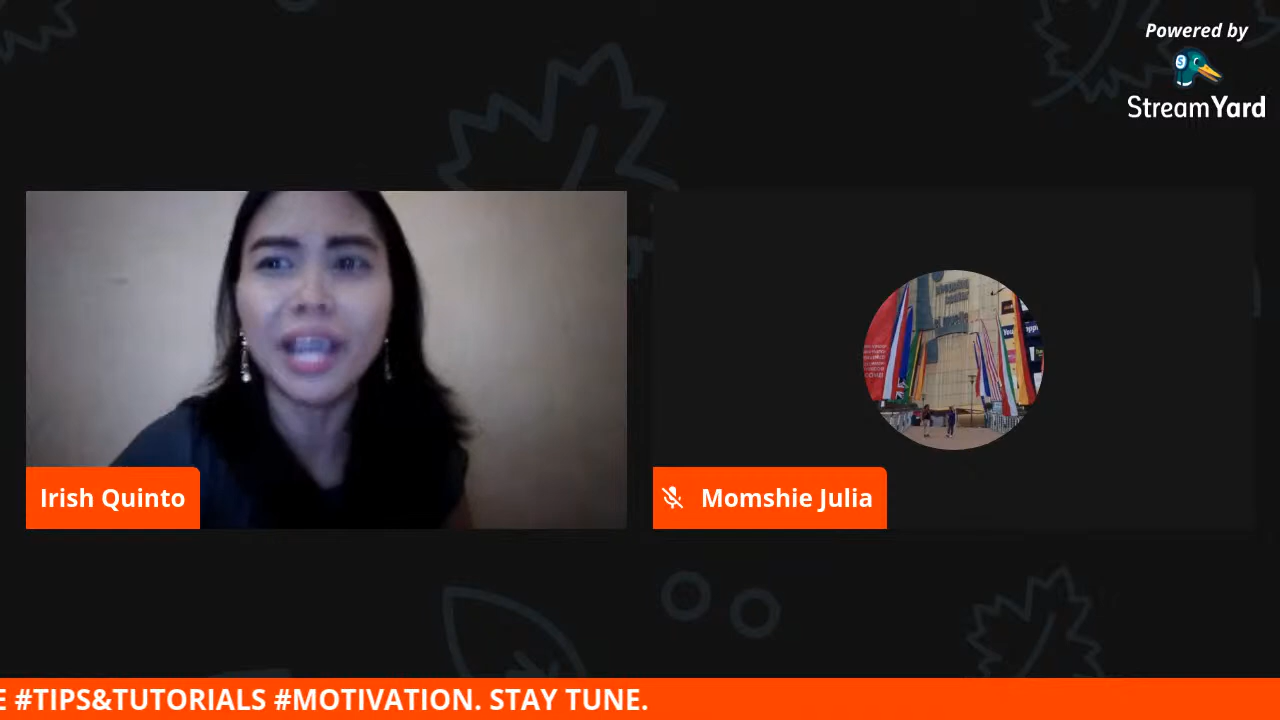 Powered by
StreamYard
Irish Quinto
Momshie Julia
E #TIPS&TUTORIALS #MOTIVATION. STAY TUNE.